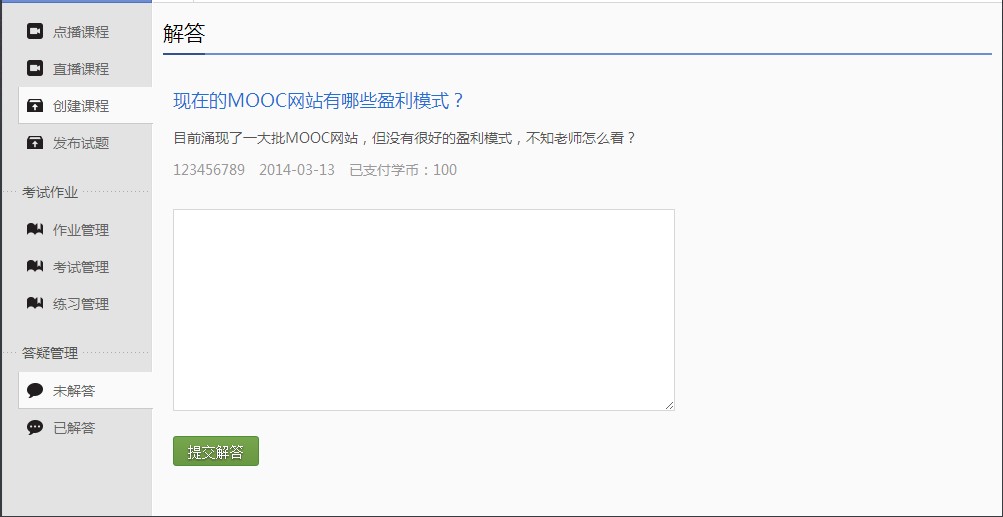 点播课程
直播课程
创建课程
发布试题
考试作业
作业管理
考试管理
练习管理
答疑管理
未解答
已解答
解答
现在的MOOC网站有哪些盈利模式？
目前涌现了一大批MOOC网站，但没有很好的盈利模式，不知老师怎么看？
123456789 2014-03-13 已支付学币：100
提交解答